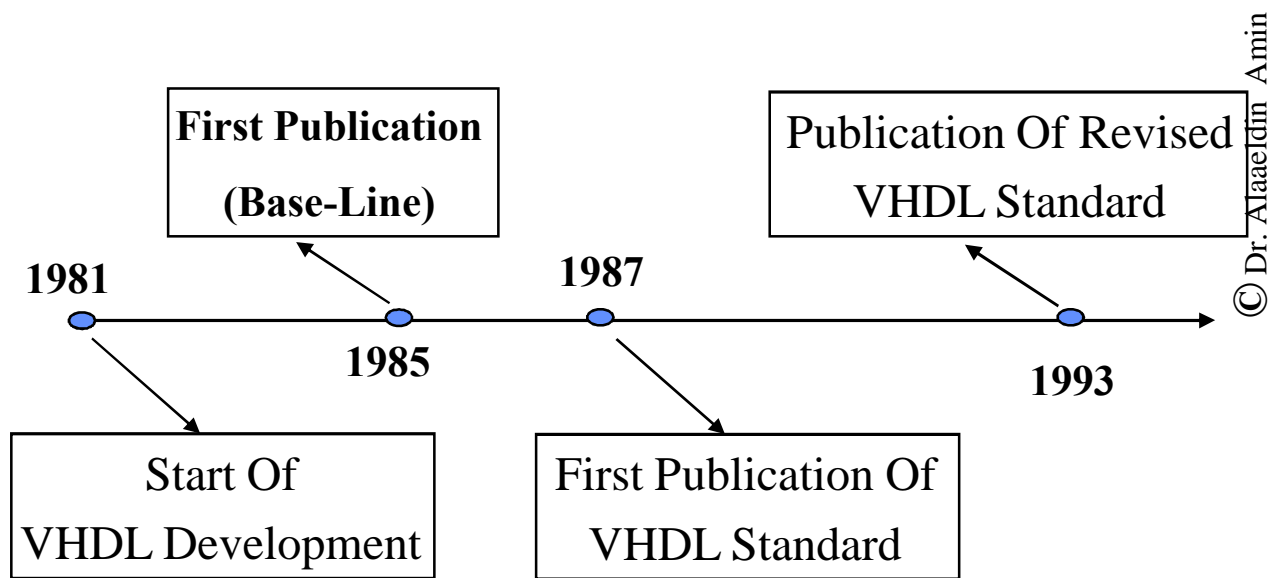 First Publication
(Base-Line)
Publication Of Revised
VHDL Standard
1981
1987
1985
1993
Start Of
VHDL Development
First Publication Of
VHDL Standard
© Dr. Alaaeldin Amin